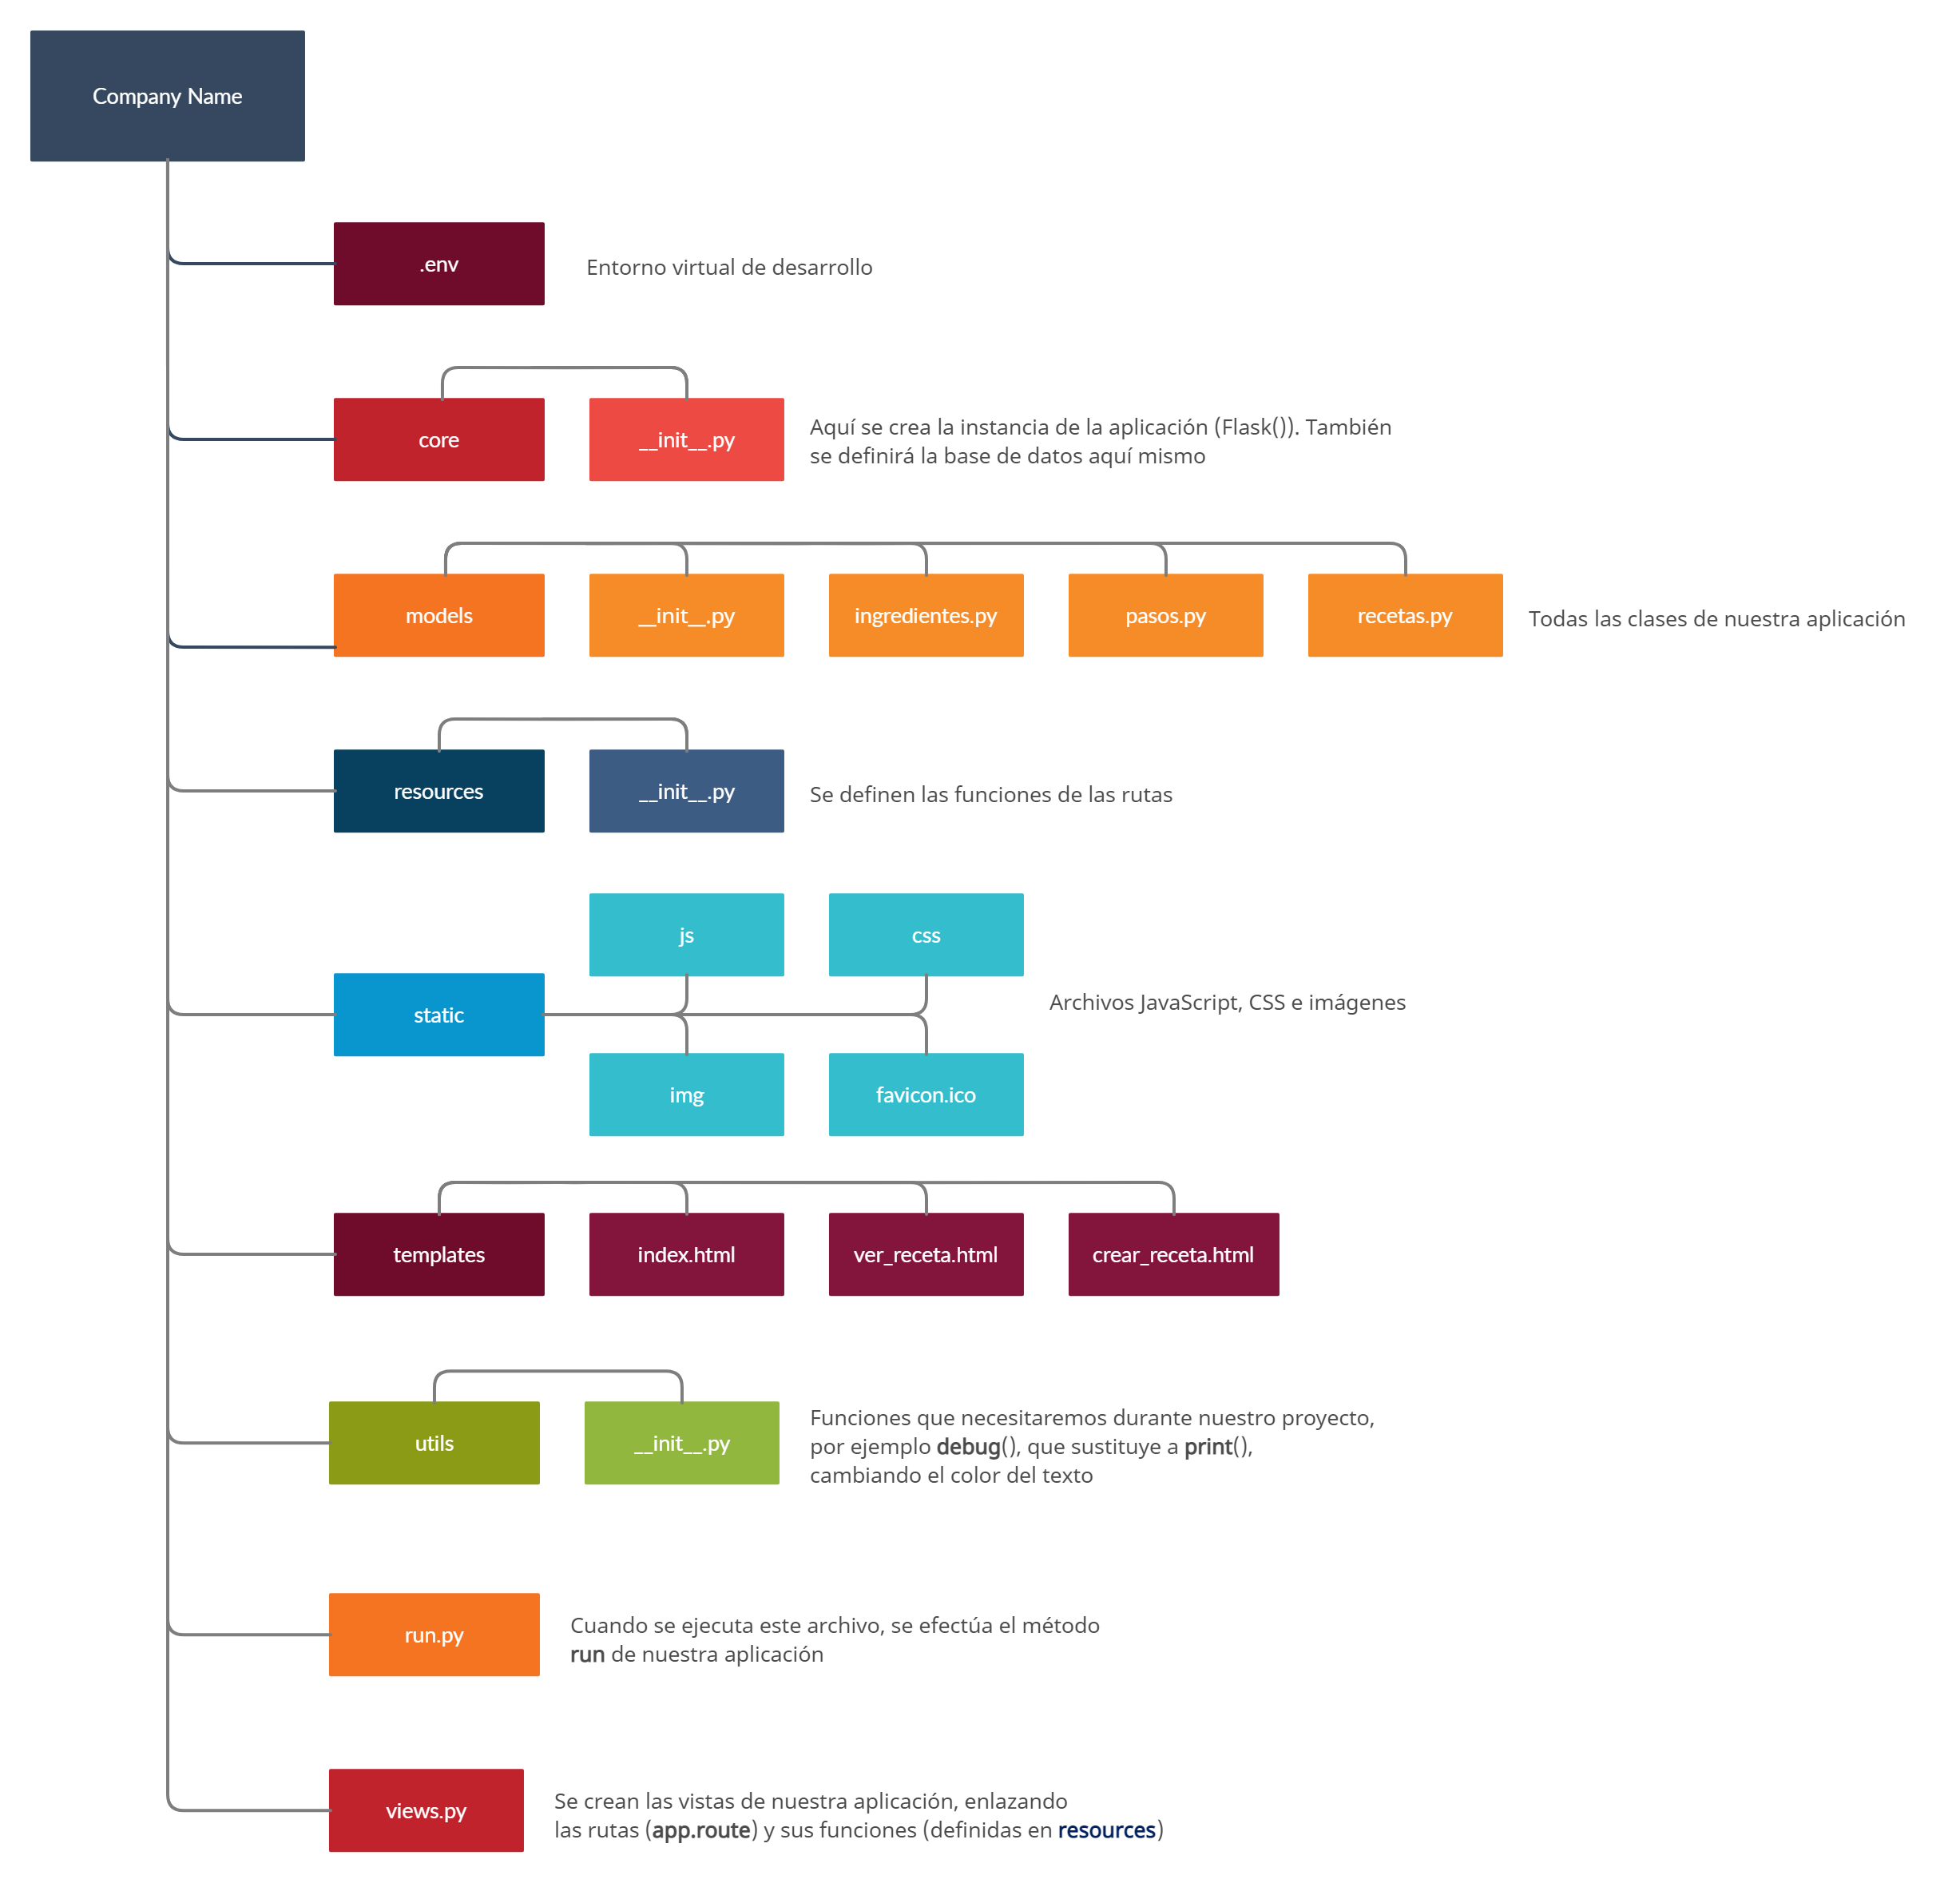 Company Name
.env
Entorno virtual de desarrollo
core
__init__.py
Aquí se crea la instancia de la aplicación (Flask()). También
se definirá la base de datos aquí mismo
models
__init__.py
ingredientes.py
pasos.py
recetas.py
Todas las clases de nuestra aplicación
resources
__init__.py
Se definen las funciones de las rutas
js
css
static
Archivos JavaScript, CSS e imágenes
img
favicon.ico
templates
index.html
ver_receta.html
crear_receta.html
utils
__init__.py
Funciones que necesitaremos durante nuestro proyecto,
por ejemplo debug(), que sustituye a print(),
cambiando el color del texto
run.py
Cuando se ejecuta este archivo, se efectúa el método
run de nuestra aplicación
views.py
Se crean las vistas de nuestra aplicación, enlazando
las rutas (app.route) y sus funciones (definidas en resources)